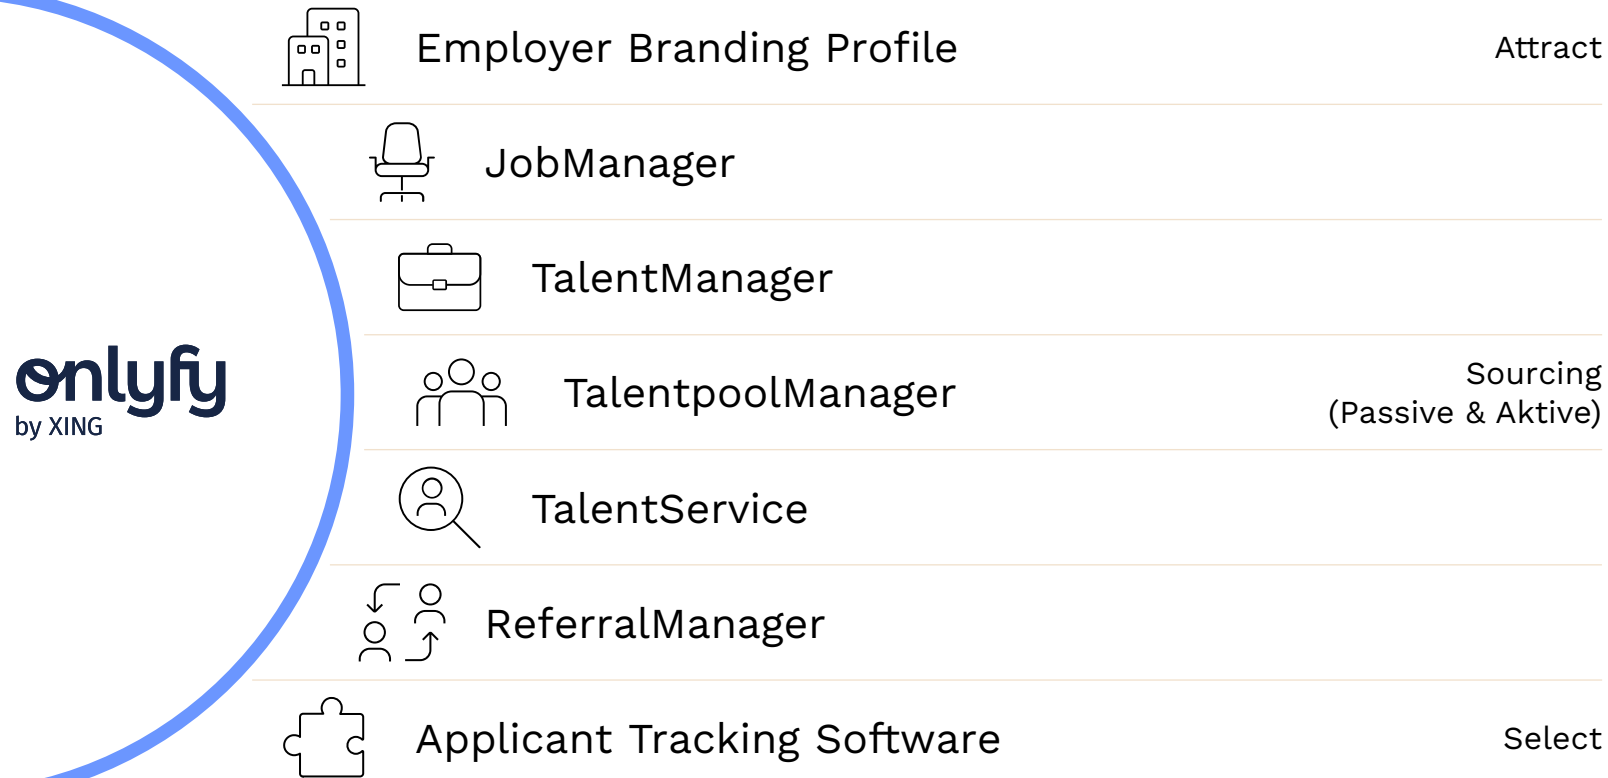 Employer Branding Profile
Attract
JobManager
TalentManager
onlyfy
by XING
TalentpoolManager
Sourcing
(Passive & Aktive)
TalentService
ReferralManager
Applicant Tracking Software
Select